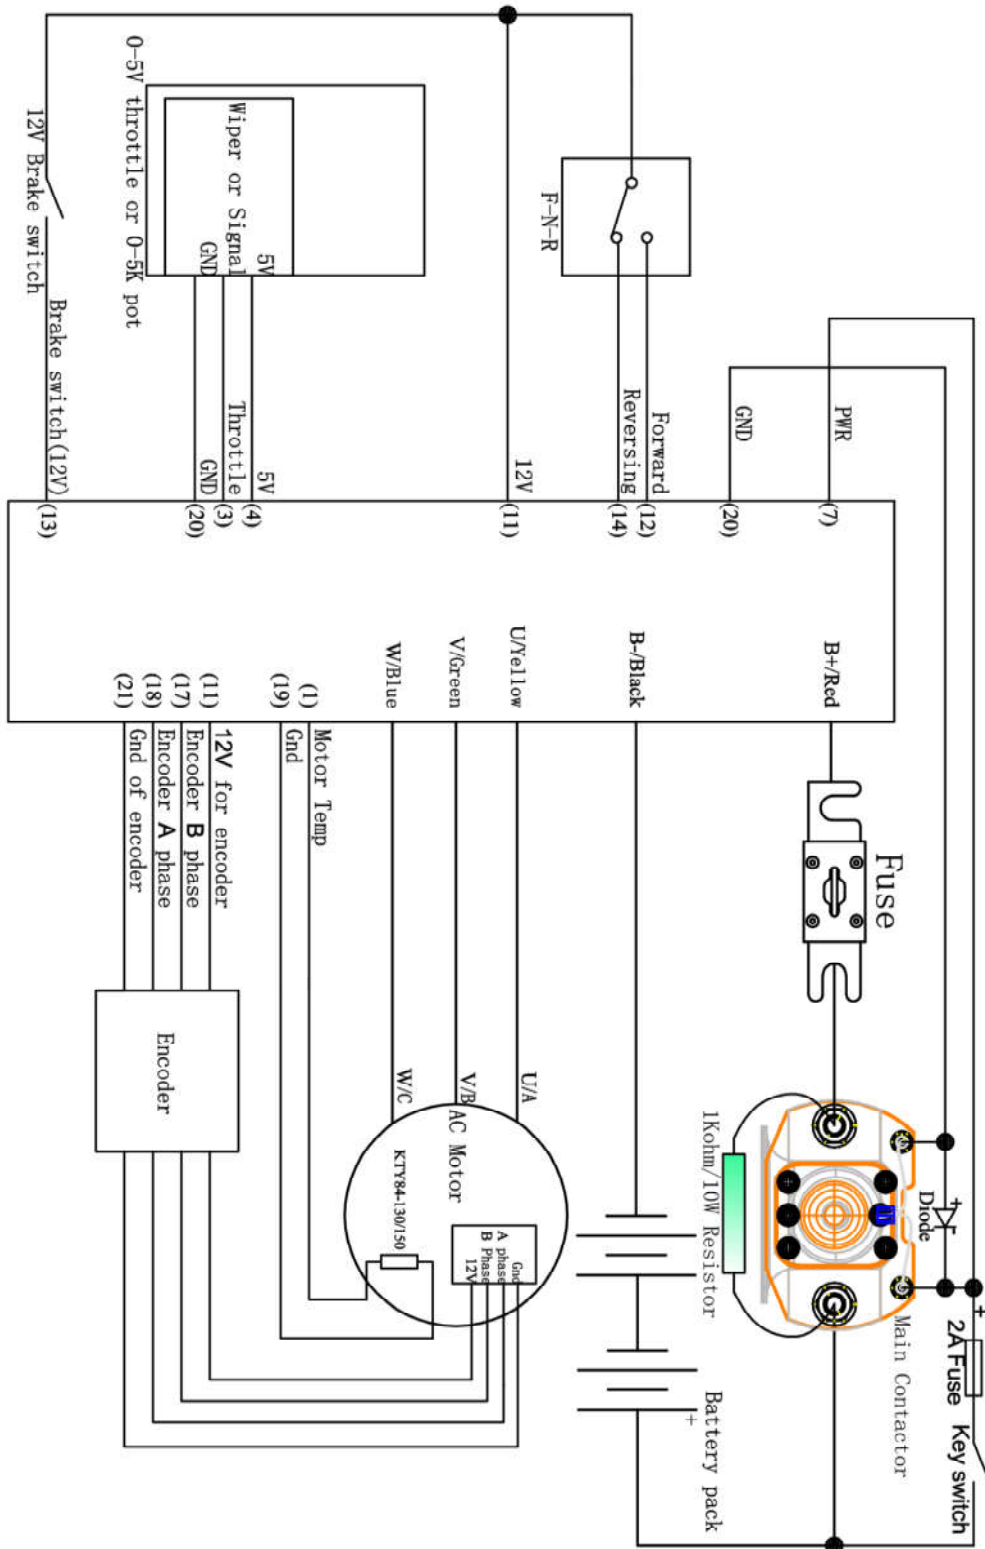 0-5V throttle or 0-5K pot
12V Brake switch
Wiper or Signal
GND
5V
F-N-R
Brake switch(12V)
GND
Throttle
5V
12V
Reversing
Forward
GND
PWR
(13)
(20)
(3)
(4)
(11)
(14)
(12)
(20)
(7)
(21)
(18)
(17)
(11)
(19)
(1)
W/Blue
V/Green
U/Yellow
B-/Black
B+/Red
Gnd of encoder
Encoder A phase
Encoder B phase
12V for encoder
Gnd
Motor Temp
Fuse
Encoder
W/C
V/B
U/A
AC Motor
KTY84-130/150
12V
B Phase
A phase
Gnd
1Kohm/10W Resistor
+
Diode
-
Main Contactor
+
2A Fuse
Key switch
Battery pack
+